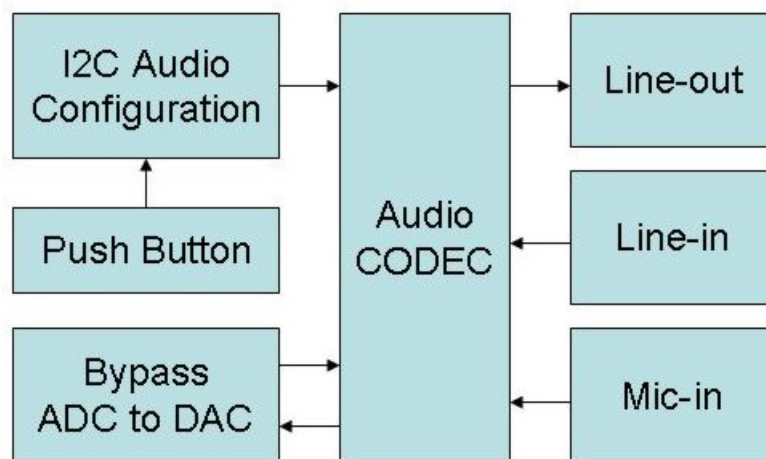 I2C Audio
Configuration
Push Button
Bypass
ADC to DAC
Audio
CODEC
Line-out
Line-in
Mic-in